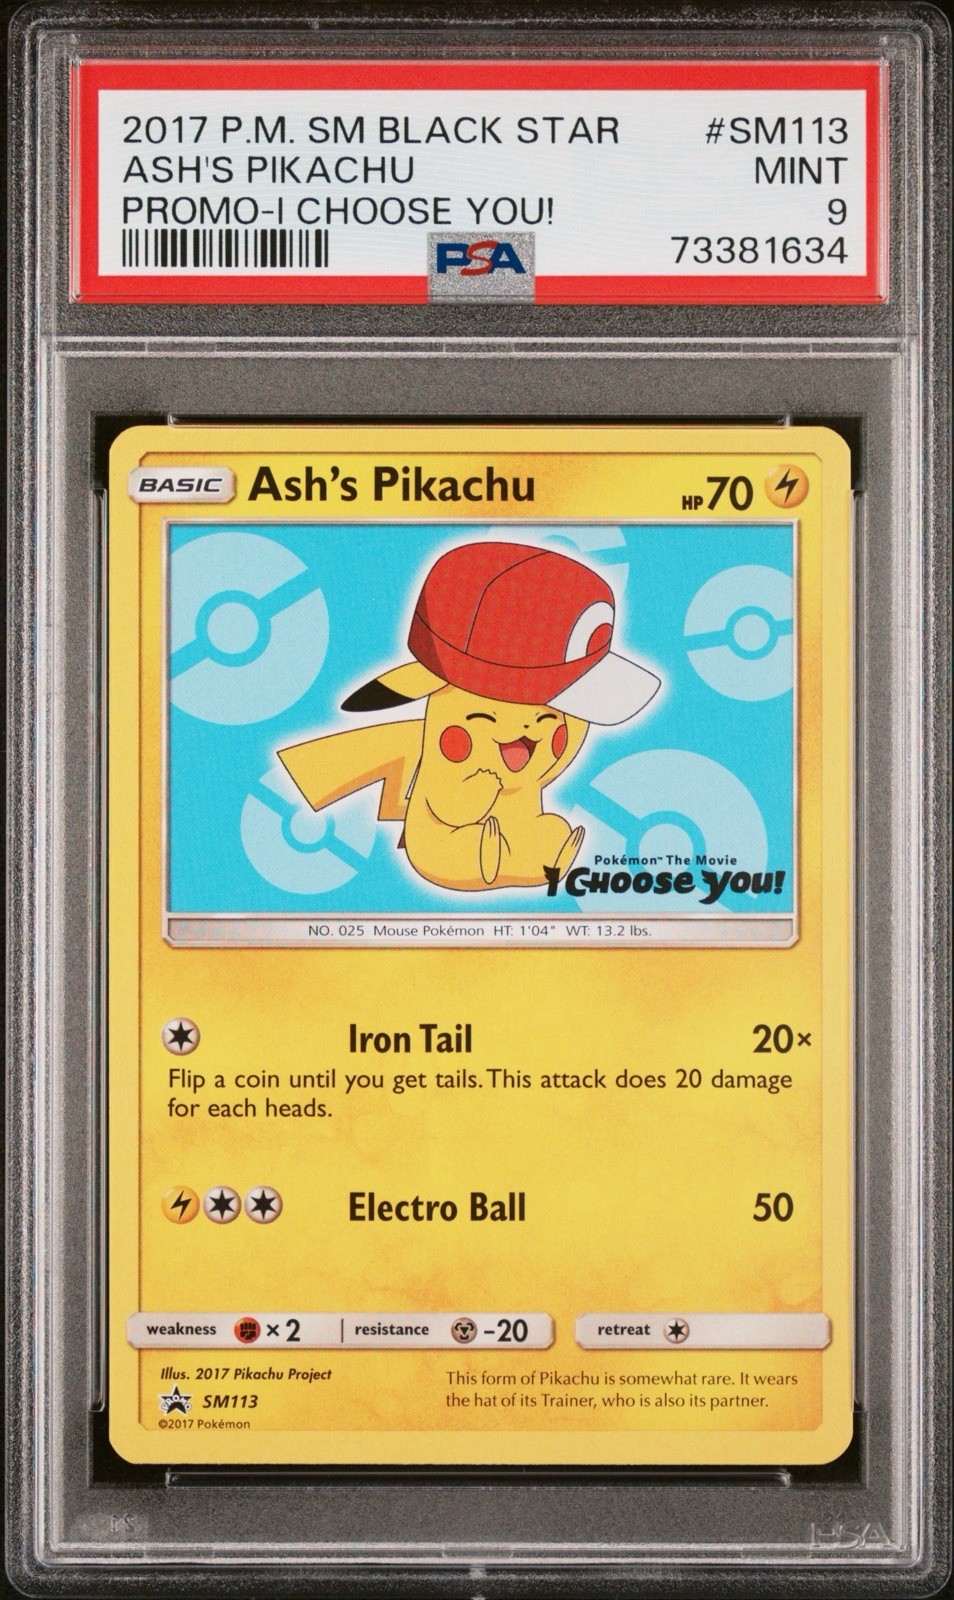 2017 P.M. SM BLACK STAR #SM113
ASH'S PIKACHU MINT
PROMO-I CHOOSE YOU! 9
PSA 73381634
BASIC Ash's Pikachu HP 70
Pokémon™ The Movie
I CHOOSE YOU!
NO. 025 Mouse Pokémon HT: 1'04" WT: 13.2 lbs.
Iron Tail 20×
Flip a coin until you get tails. This attack does 20 damage
for each heads.
Electro Ball 50
weakness ×2 resistance -20 retreat
Illus. 2017 Pikachu Project
PROMO SM113
©2017 Pokémon
This form of Pikachu is somewhat rare. It wears
the hat of its Trainer, who is also its partner.
PSA